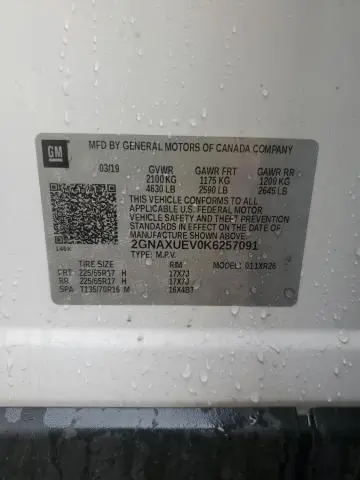 GM
MFD BY GENERAL MOTORS OF CANADA COMPANY
03/19 GVWR GAWR FRT GAWR RR
2100 KG 1175 KG 1200 KG
4630 LB 2590 LB 2645 LB
THIS VEHICLE CONFORMS TO ALL
APPLICABLE U.S. FEDERAL MOTOR
VEHICLE SAFETY, BUMPER, AND
THEFT PREVENTION STANDARDS
IN EFFECT ON THE DATE OF
MANUFACTURE SHOWN ABOVE.
2GNAXUEV0K6257091
TYPE: M.P.V.
TIRE SIZE RIM MODEL: 011XR26
FRT 225/65R17 H 17X7J
RR 225/65R17 H 17X7J
SPA T135/70R16 M 16X4BT